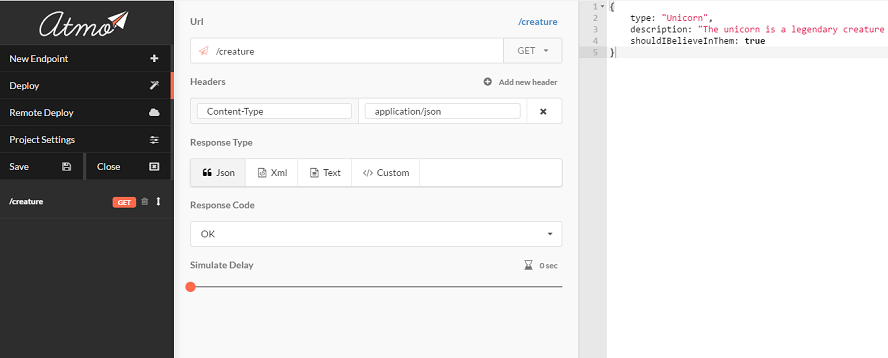 Atmo
New Endpoint
Deploy
Remote Deploy
Project Settings
Save
Close
/creature
GET
Url
/creature
/creature
GET
Headers
Add new header
Content-Type
application/json
Response Type
Json
Xml
Text
Custom
Response Code
OK
Simulate Delay
0 sec
1 {
2 type: "Unicorn",
3 description: "The unicorn is a legendary creature
4 shouldIBelieveInThem: true
5 }